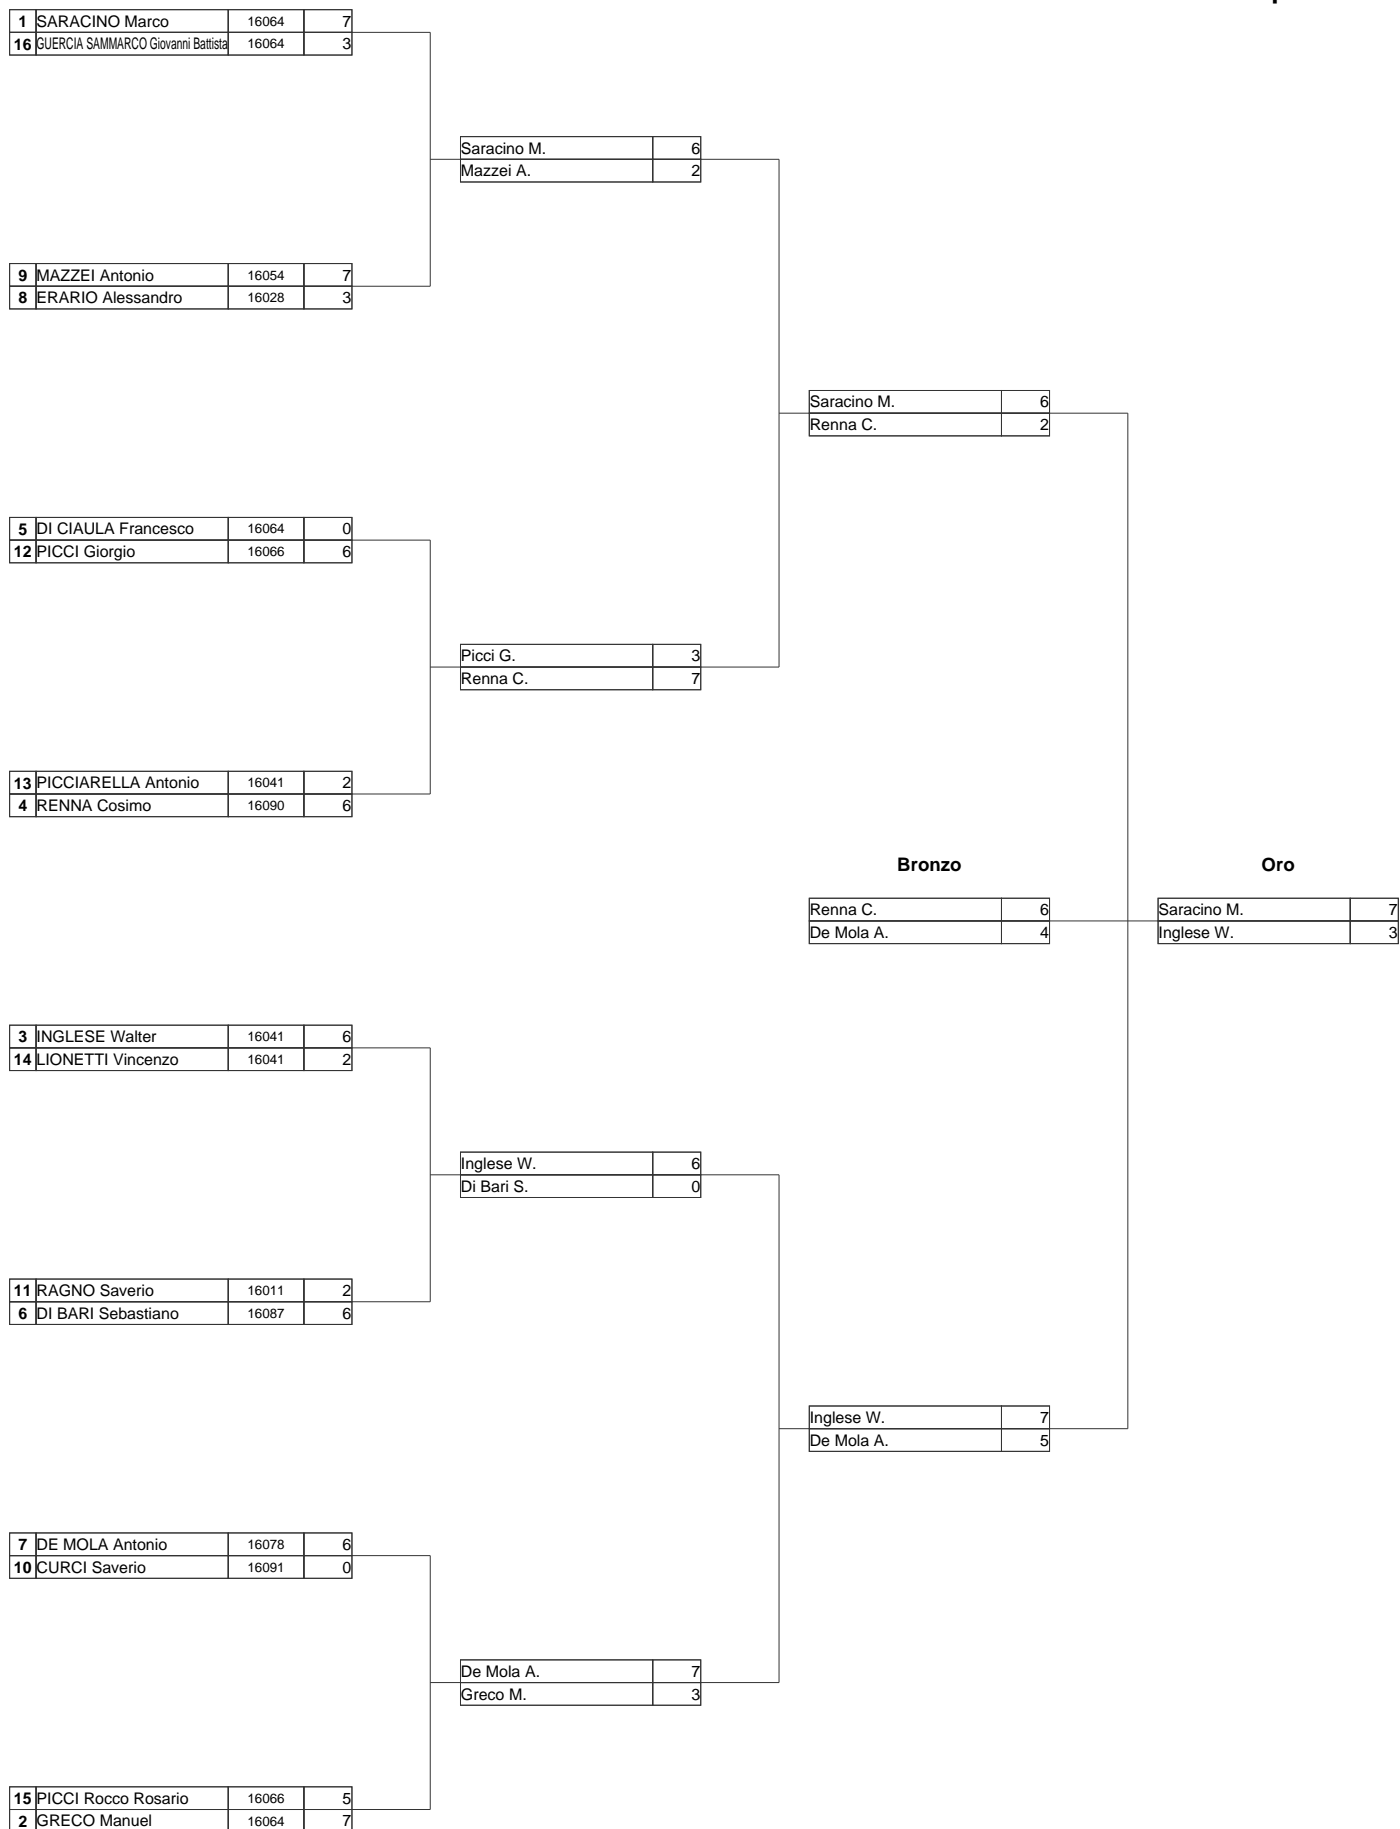 1 SARACINO Marco 16064 7
16 GUERCIA SAMMARCO Giovanni Battista 16064 3
Saracino M. 6
Mazzei A. 2
9 MAZZEI Antonio 16054 7
8 ERARIO Alessandro 16028 3
Saracino M. 6
Renna C. 2
5 DI CIAULA Francesco 16064 0
12 PICCI Giorgio 16066 6
Picci G. 3
Renna C. 7
13 PICCIARELLA Antonio 16041 2
4 RENNA Cosimo 16090 6
Bronzo Oro
Renna C. 6 Saracino M. 7
De Mola A. 4 Inglese W. 3
3 INGLESE Walter 16041 6
14 LIONETTI Vincenzo 16041 2
Inglese W. 6
Di Bari S. 0
11 RAGNO Saverio 16011 2
6 DI BARI Sebastiano 16087 6
Inglese W. 7
De Mola A. 5
7 DE MOLA Antonio 16078 6
10 CURCI Saverio 16091 0
De Mola A. 7
Greco M. 3
15 PICCI Rocco Rosario 16066 5
2 GRECO Manuel 16064 7